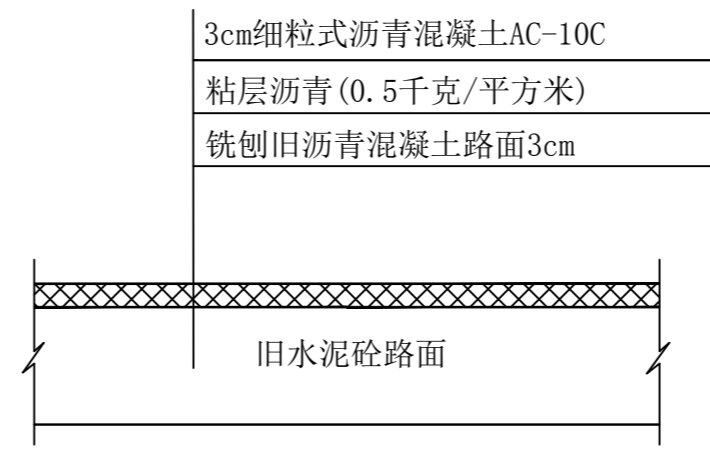 3cm细粒式沥青混凝土AC-10C
粘层沥青(0.5千克/平方米)
铣刨旧沥青混凝土路面3cm
旧水泥砼路面